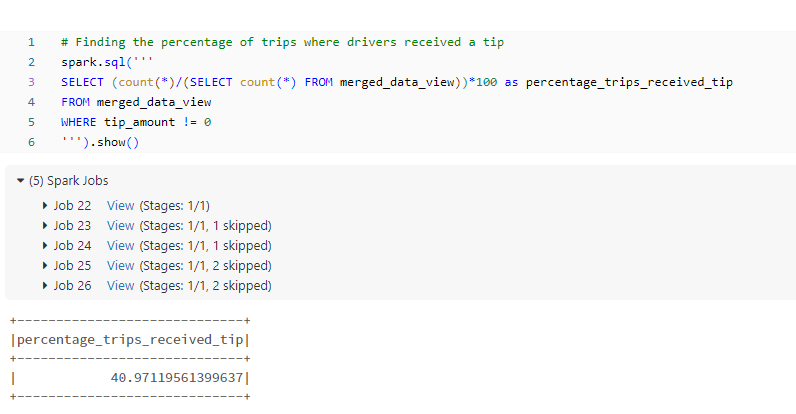 1 # Finding the percentage of trips where drivers received a tip
2 spark.sql('''
3 SELECT (count(*)/(SELECT count(*) FROM merged_data_view))*100 as percentage_trips_received_tip
4 FROM merged_data_view
5 WHERE tip_amount != 0
6 ''').show()
(5) Spark Jobs
Job 22 View (Stages: 1/1)
Job 23 View (Stages: 1/1, 1 skipped)
Job 24 View (Stages: 1/1, 1 skipped)
Job 25 View (Stages: 1/1, 2 skipped)
Job 26 View (Stages: 1/1, 2 skipped)
+-----------------------------+
|percentage_trips_received_tip|
+-----------------------------+
|            40.97119561399637|
+-----------------------------+